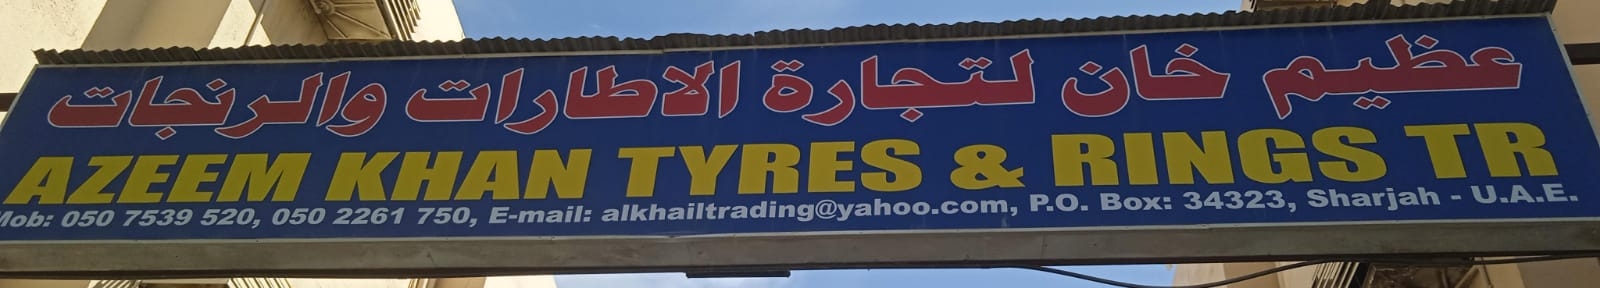 عظيم خان لتجارة الاطارات والرنجات
AZEEM KHAN TYRES & RINGS TR
Mob: 050 7539 520, 050 2261 750, E-mail: alkhailtrading@yahoo.com, P.O. Box: 34323, Sharjah - U.A.E.